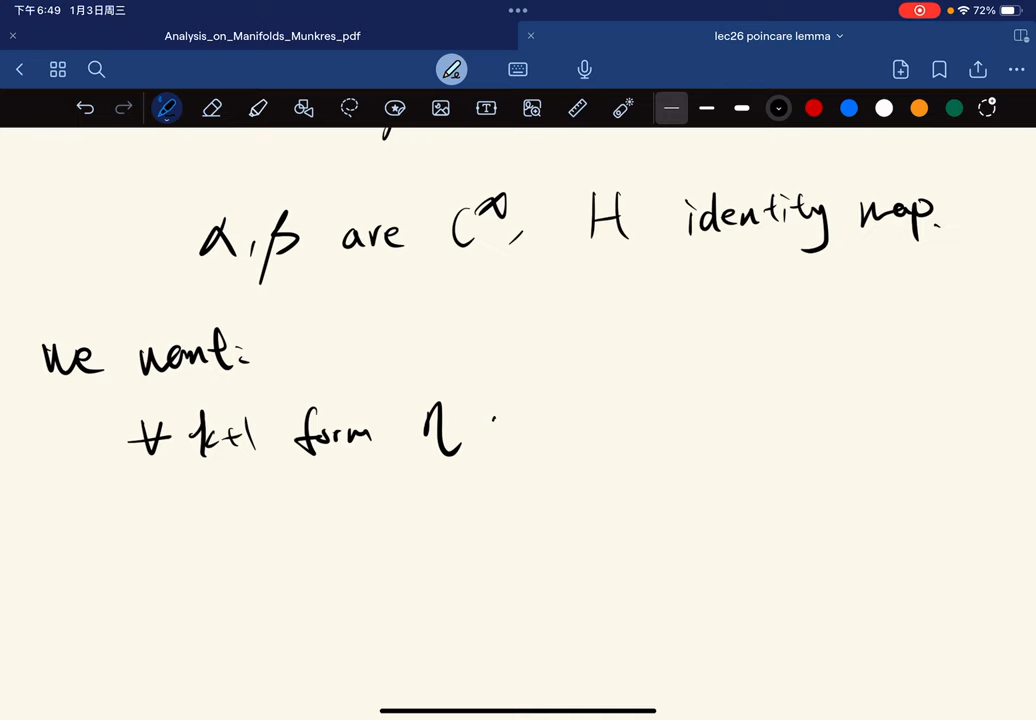 下午6:49 1月3日周三
72%
Analysis_on_Manifolds_Munkres_pdf
lec26 poincare lemma
α, β are C^∞, H identity map.
we want:
∀ k+1 form η